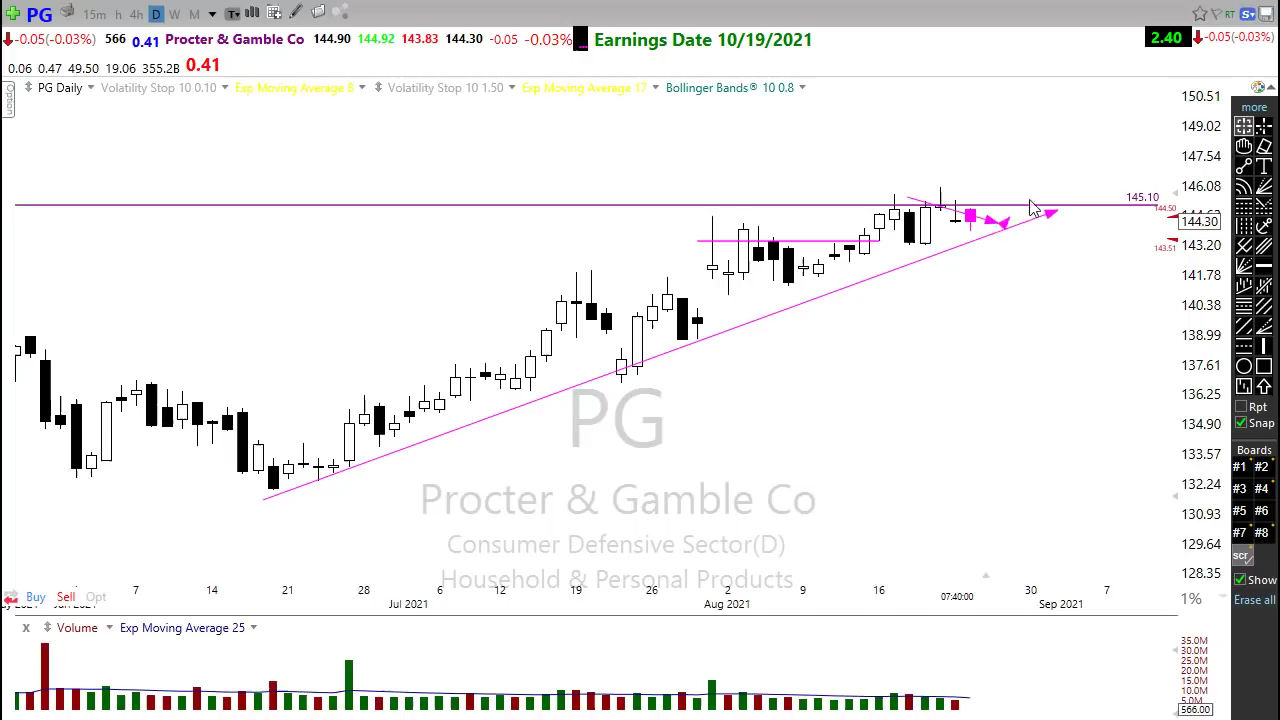 PG 15m h 4h D W M T RT S
-0.05(-0.03%) 566 0.41 Procter & Gamble Co 144.90 144.92 143.83 144.30 -0.05 -0.03% Earnings Date 10/19/2021 2.40 -0.05(-0.03%)
0.06 0.47 49.50 19.06 355.2B 0.41
Option
PG Daily Volatility Stop 10 0.10 Exp Moving Average 8 Volatility Stop 10 1.50 Exp Moving Average 17 Bollinger Bands® 10 0.8
150.51
149.02
147.54
146.08
145.10
144.50
144.30
143.51
143.20
141.78
140.38
138.99
137.61
136.25
134.90
133.57
132.24
130.93
129.64
128.35
PG
Procter & Gamble Co
Consumer Defensive Sector(D)
Household & Personal Products
7 14 21 28 6 12 19 26 2 9 16 07:40:00 30 7
Jul 2021 Aug 2021 Sep 2021
Buy Sell Opt
1%
x Volume Exp Moving Average 25
35.0M
30.0M
25.0M
20.0M
15.0M
10.0M
5.0M
566.00
more
T
Rpt
Snap
Boards
#1 #2
#3 #4
#5 #6
#7 #8
scr
Show
Erase all